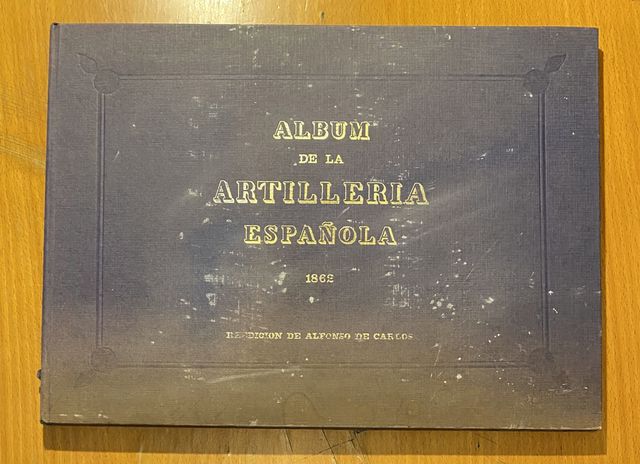 ALBUM
DE LA
ARTILLERIA
ESPAÑOLA
1862
REEDICION DE ALFONSO DE CARLOS